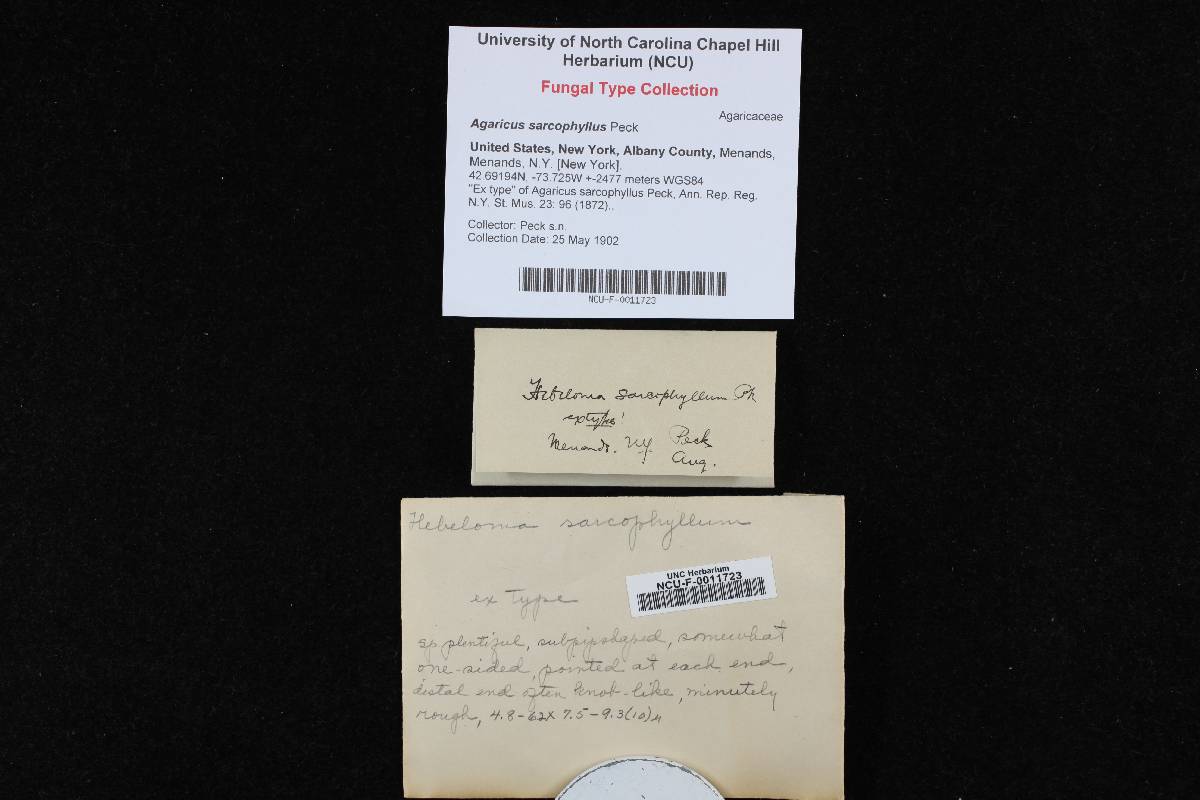 University of North Carolina Chapel Hill
Herbarium (NCU)
Fungal Type Collection
Agaricaceae
Agaricus sarcophyllus Peck
United States, New York, Albany County, Menands,
Menands, N.Y. [New York].
42.69194N. -73.725W +-2477 meters WGS84
"Ex type" of Agaricus sarcophyllus Peck, Ann. Rep. Reg.
N.Y. St. Mus. 23: 96 (1872)..
Collector: Peck s.n.
Collection Date: 25 May 1902
NCU-F-0011723
Hebeloma sarcophyllum Pk
extype!
Menands. NY Peck
Aug.
Hebeloma sarcophyllum
UNC Herbarium
NCU-F-0011723
ex type
sp plentiful, subpipshaped, somewhat
one-sided, pointed at each end,
distal end often knob-like, minutely
rough, 4.8-62x 7.5-9.3(10)µ